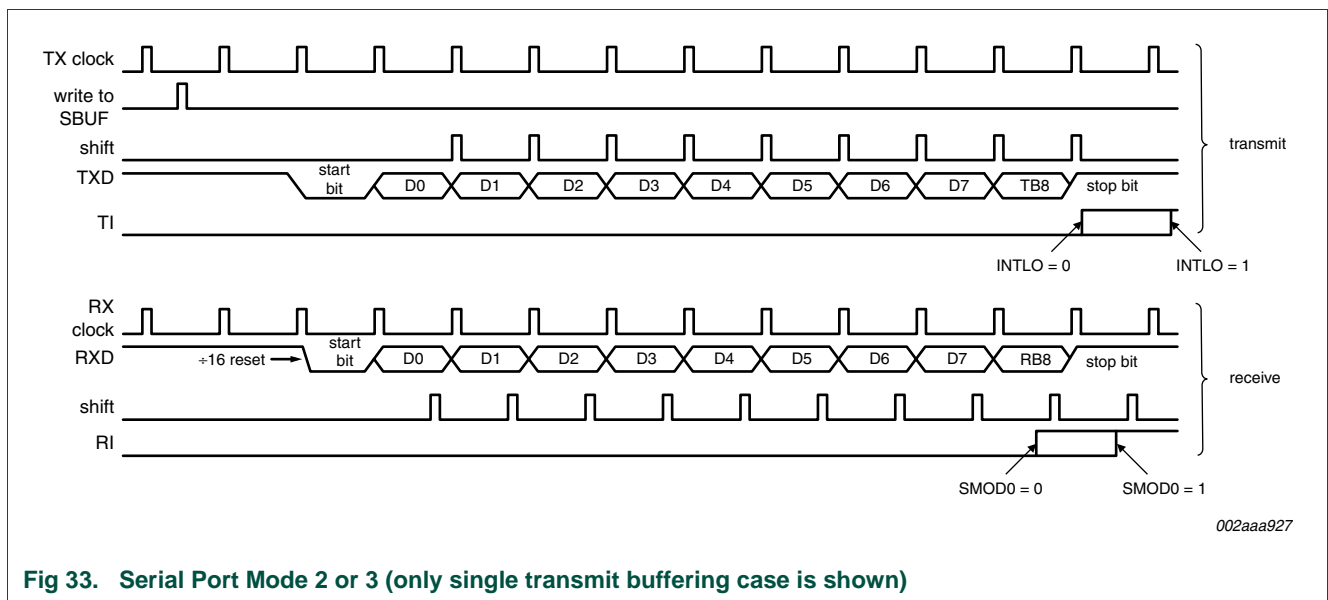 TX clock
write to
SBUF
shift
transmit
TXD
start
bit
D0 D1 D2 D3 D4 D5 D6 D7 TB8 stop bit
TI
INTLO = 0 INTLO = 1
RX
clock
RXD
÷16 reset
start
bit
D0 D1 D2 D3 D4 D5 D6 D7 RB8 stop bit
receive
shift
RI
SMOD0 = 0 SMOD0 = 1
002aaa927
Fig 33. Serial Port Mode 2 or 3 (only single transmit buffering case is shown)